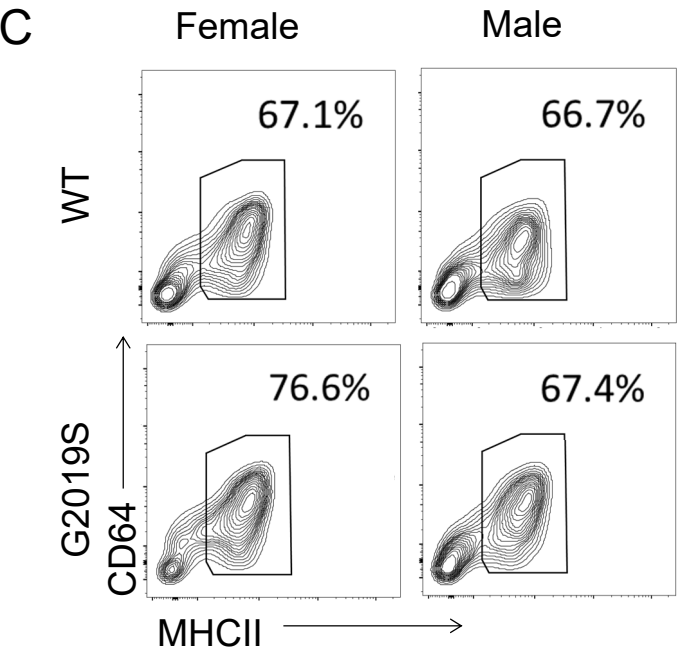 C
Female
Male
WT
67.1%
66.7%
G2019S
CD64
76.6%
67.4%
MHCII